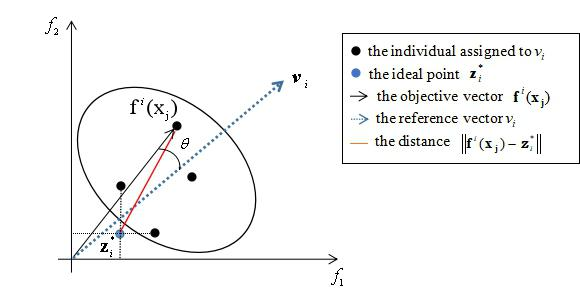 f₂
vᵢ
fⁱ(xⱼ)
θ
zᵢ
f₁
the individual assigned to vᵢ
the ideal point zᵢ*
the objective vector fⁱ(xⱼ)
the reference vector vᵢ
the distance ‖fⁱ(xⱼ) − zᵢ*‖